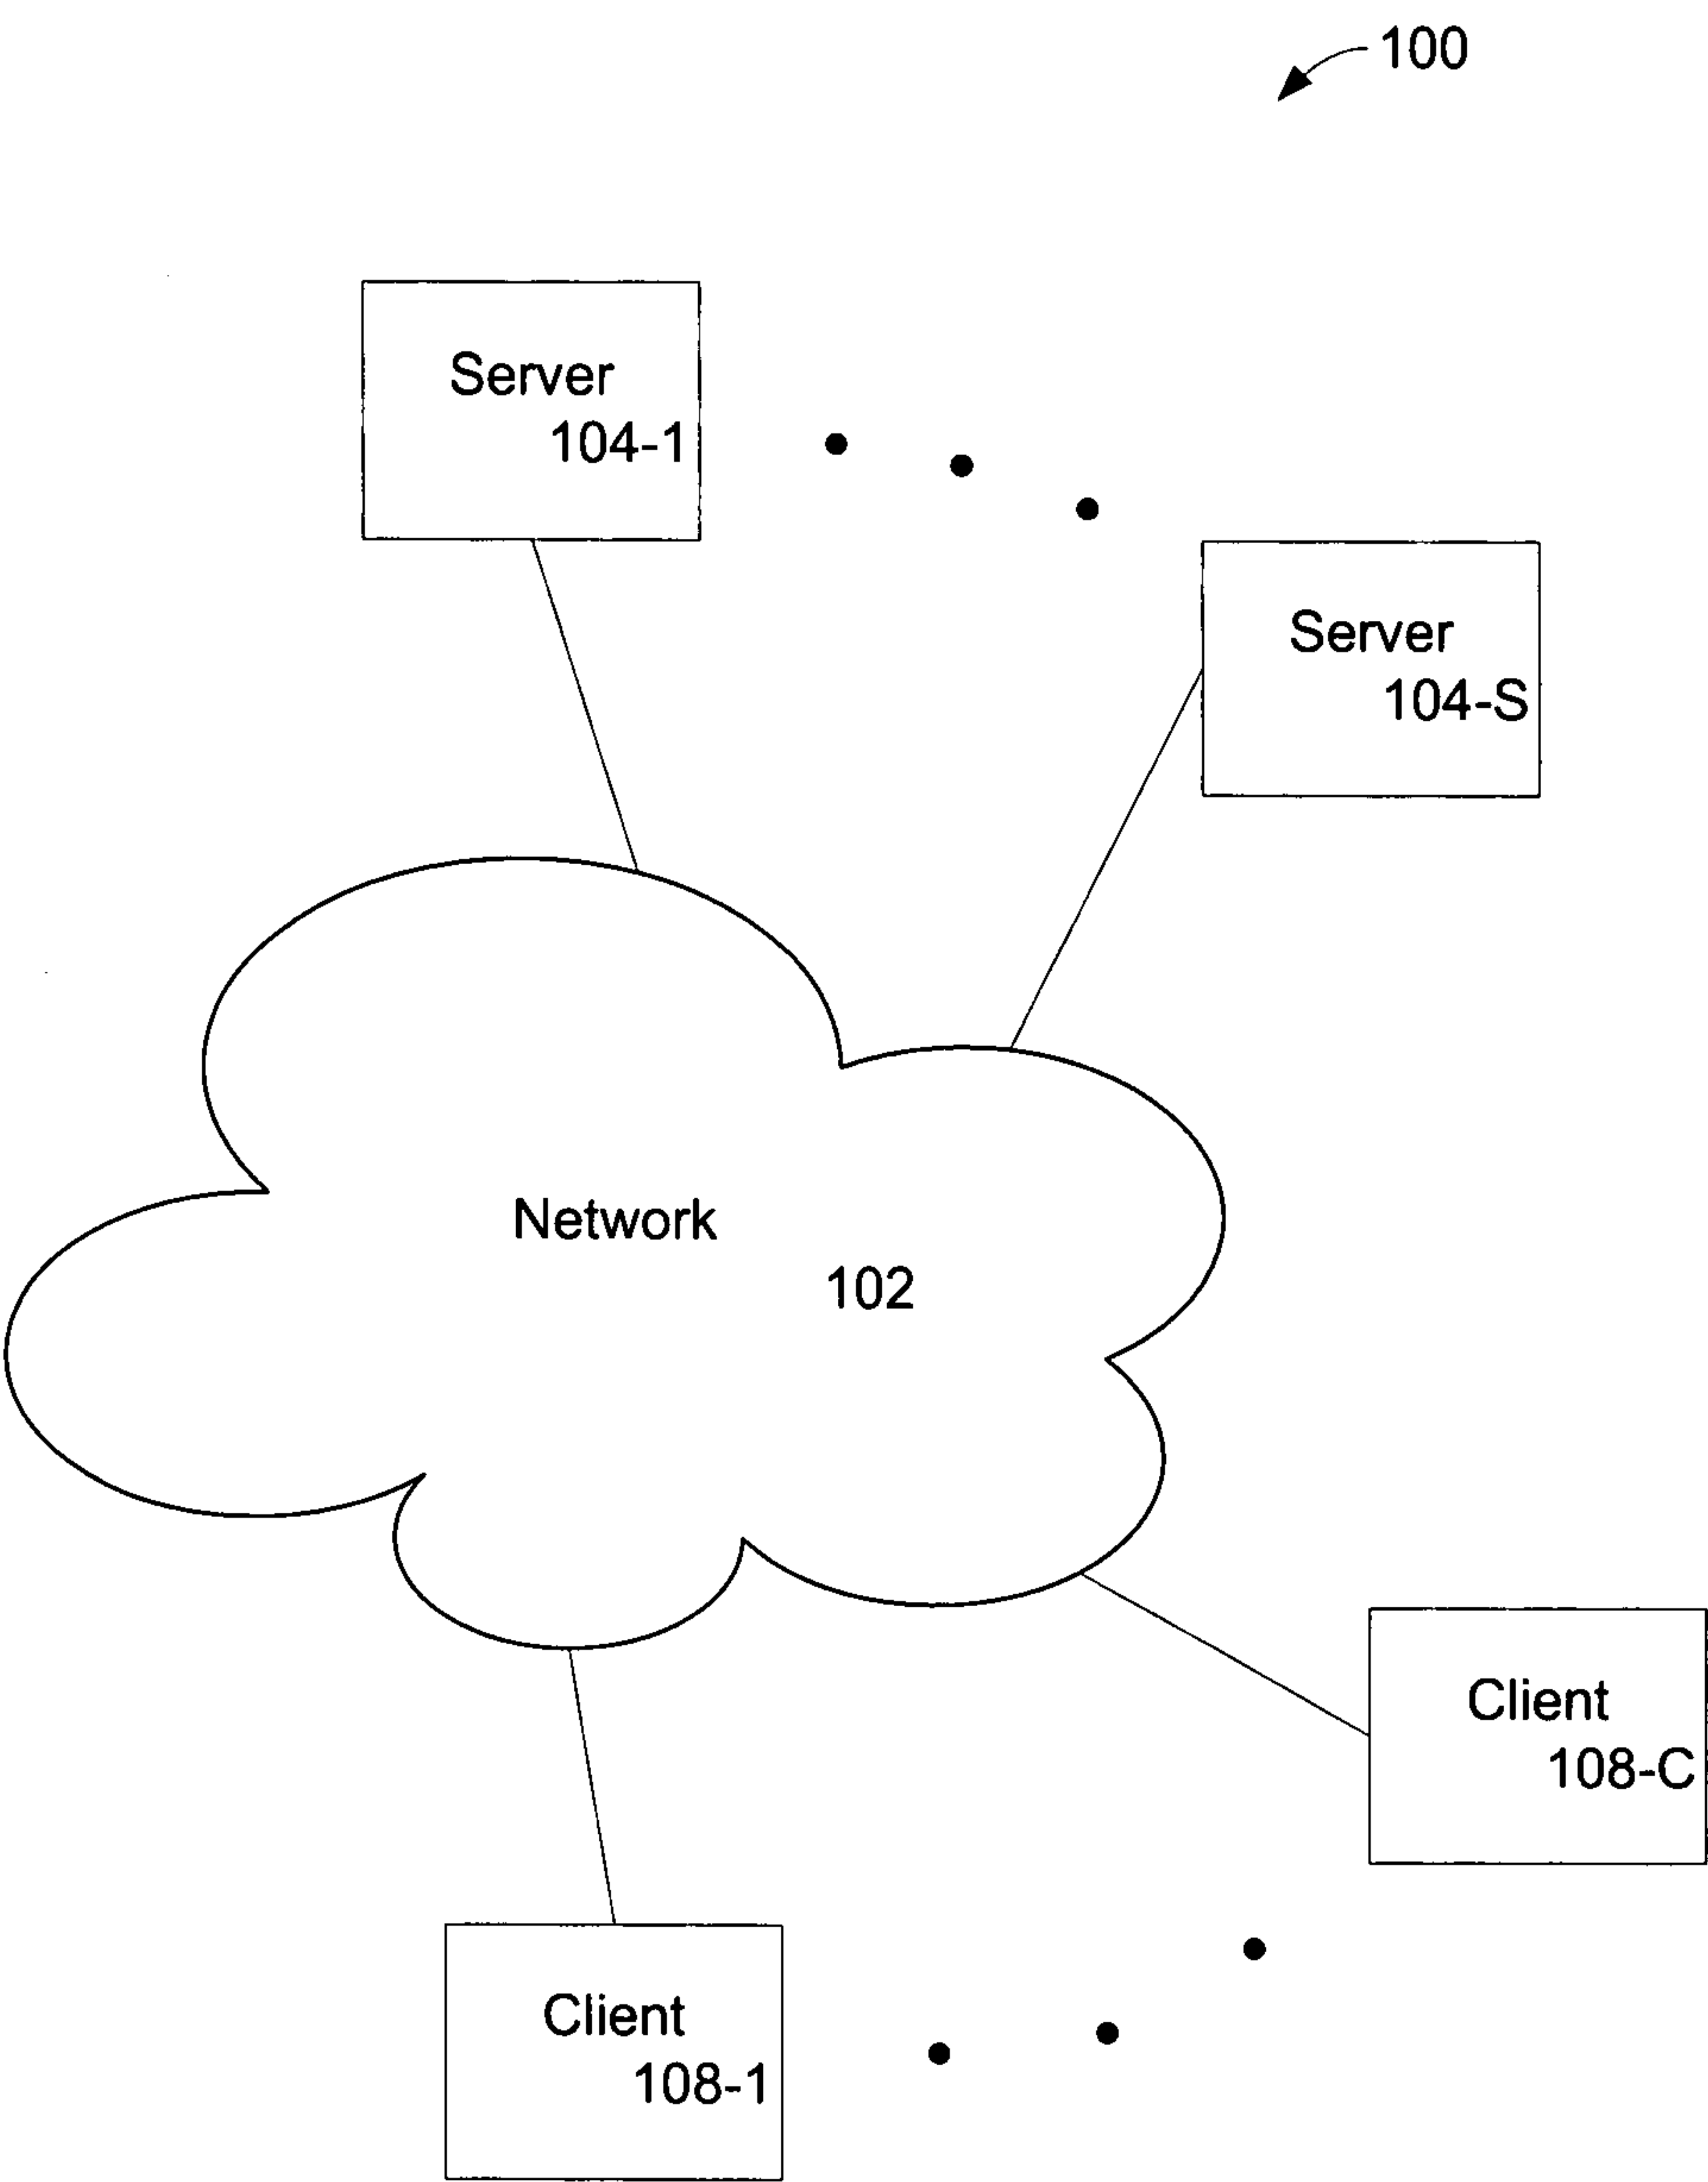 100
Server
104-1
Server
104-S
Network
102
Client
108-C
Client
108-1